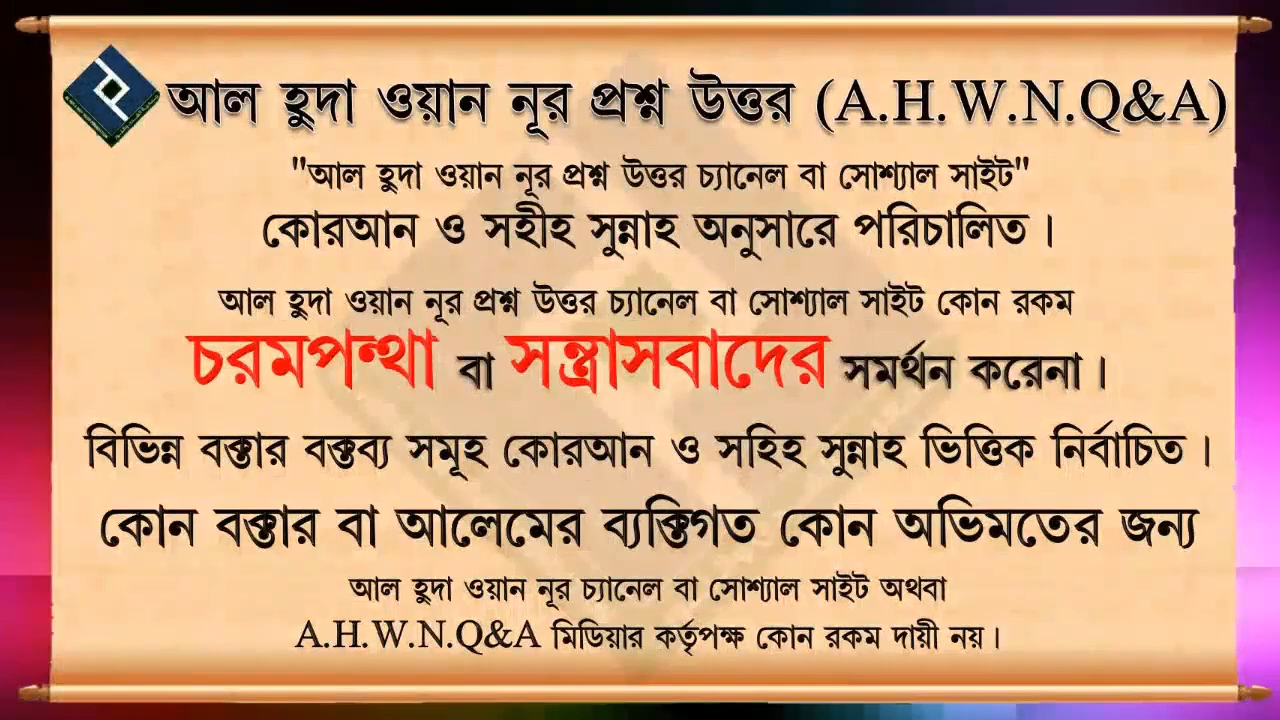 আল হুদা ওয়ান নূর প্রশ্ন উত্তর (A.H.W.N.Q&A)
"আল হুদা ওয়ান নূর প্রশ্ন উত্তর চ্যানেল বা সোশ্যাল সাইট"
কোরআন ও সহীহ সুন্নাহ অনুসারে পরিচালিত।
আল হুদা ওয়ান নূর প্রশ্ন উত্তর চ্যানেল বা সোশ্যাল সাইট কোন রকম
চরমপন্থা বা সন্ত্রাসবাদের সমর্থন করেনা।
বিভিন্ন বক্তার বক্তব্য সমূহ কোরআন ও সহিহ সুন্নাহ ভিত্তিক নির্বাচিত।
কোন বক্তার বা আলেমের ব্যক্তিগত কোন অভিমতের জন্য
আল হুদা ওয়ান নূর চ্যানেল বা সোশ্যাল সাইট অথবা
A.H.W.N.Q&A মিডিয়ার কর্তৃপক্ষ কোন রকম দায়ী নয়।